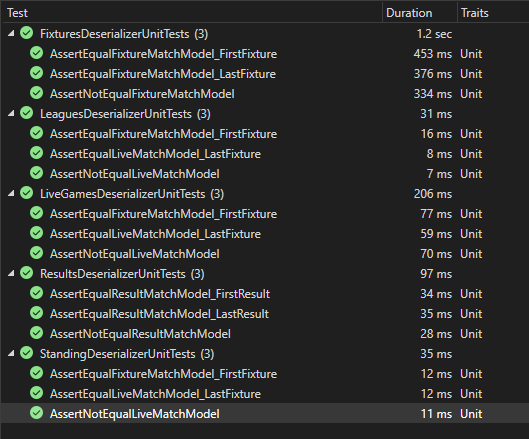 Test Duration Traits
FixturesDeserializerUnitTests (3) 1.2 sec
AssertEqualFixtureMatchModel_FirstFixture 453 ms Unit
AssertEqualFixtureMatchModel_LastFixture 376 ms Unit
AssertNotEqualFixtureMatchModel 334 ms Unit
LeaguesDeserializerUnitTests (3) 31 ms
AssertEqualFixtureMatchModel_FirstFixture 16 ms Unit
AssertEqualLiveMatchModel_LastFixture 8 ms Unit
AssertNotEqualLiveMatchModel 7 ms Unit
LiveGamesDeserializerUnitTests (3) 206 ms
AssertEqualFixtureMatchModel_FirstFixture 77 ms Unit
AssertEqualLiveMatchModel_LastFixture 59 ms Unit
AssertNotEqualLiveMatchModel 70 ms Unit
ResultsDeserializerUnitTests (3) 97 ms
AssertEqualResultMatchModel_FirstResult 34 ms Unit
AssertEqualResultMatchModel_LastResult 35 ms Unit
AssertNotEqualResultMatchModel 28 ms Unit
StandingDeserializerUnitTests (3) 35 ms
AssertEqualFixtureMatchModel_FirstFixture 12 ms Unit
AssertEqualLiveMatchModel_LastFixture 12 ms Unit
AssertNotEqualLiveMatchModel 11 ms Unit